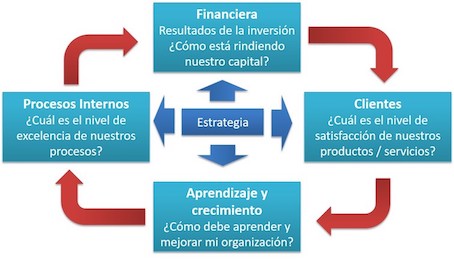 Financiera
Resultados de la inversión
¿Cómo está rindiendo
nuestro capital?
Procesos Internos
¿Cuál es el nivel de
excelencia de nuestros
procesos?
Estrategia
Clientes
¿Cuál es el nivel de
satisfacción de nuestros
productos / servicios?
Aprendizaje y
crecimiento
¿Cómo debe aprender y
mejorar mi organización?